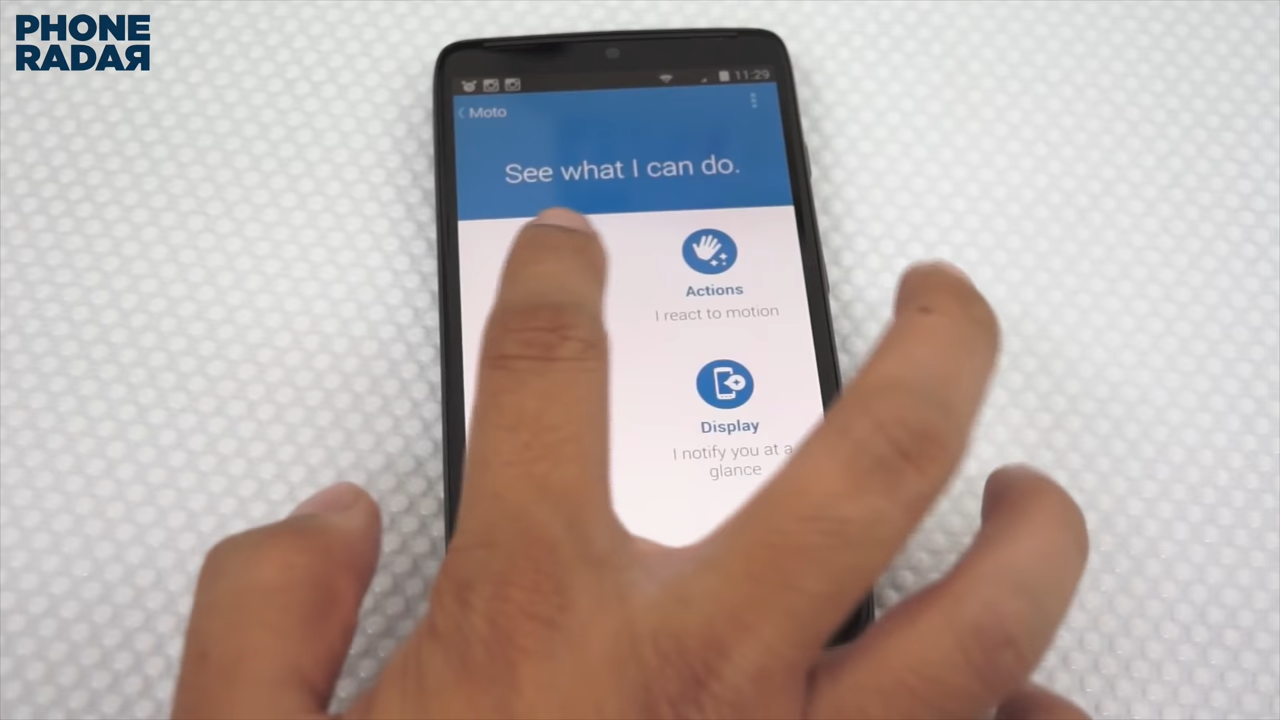 PHONE
RADAR
11:29
Moto
See what I can do.
Actions
I react to motion
Display
I notify you at a
glance